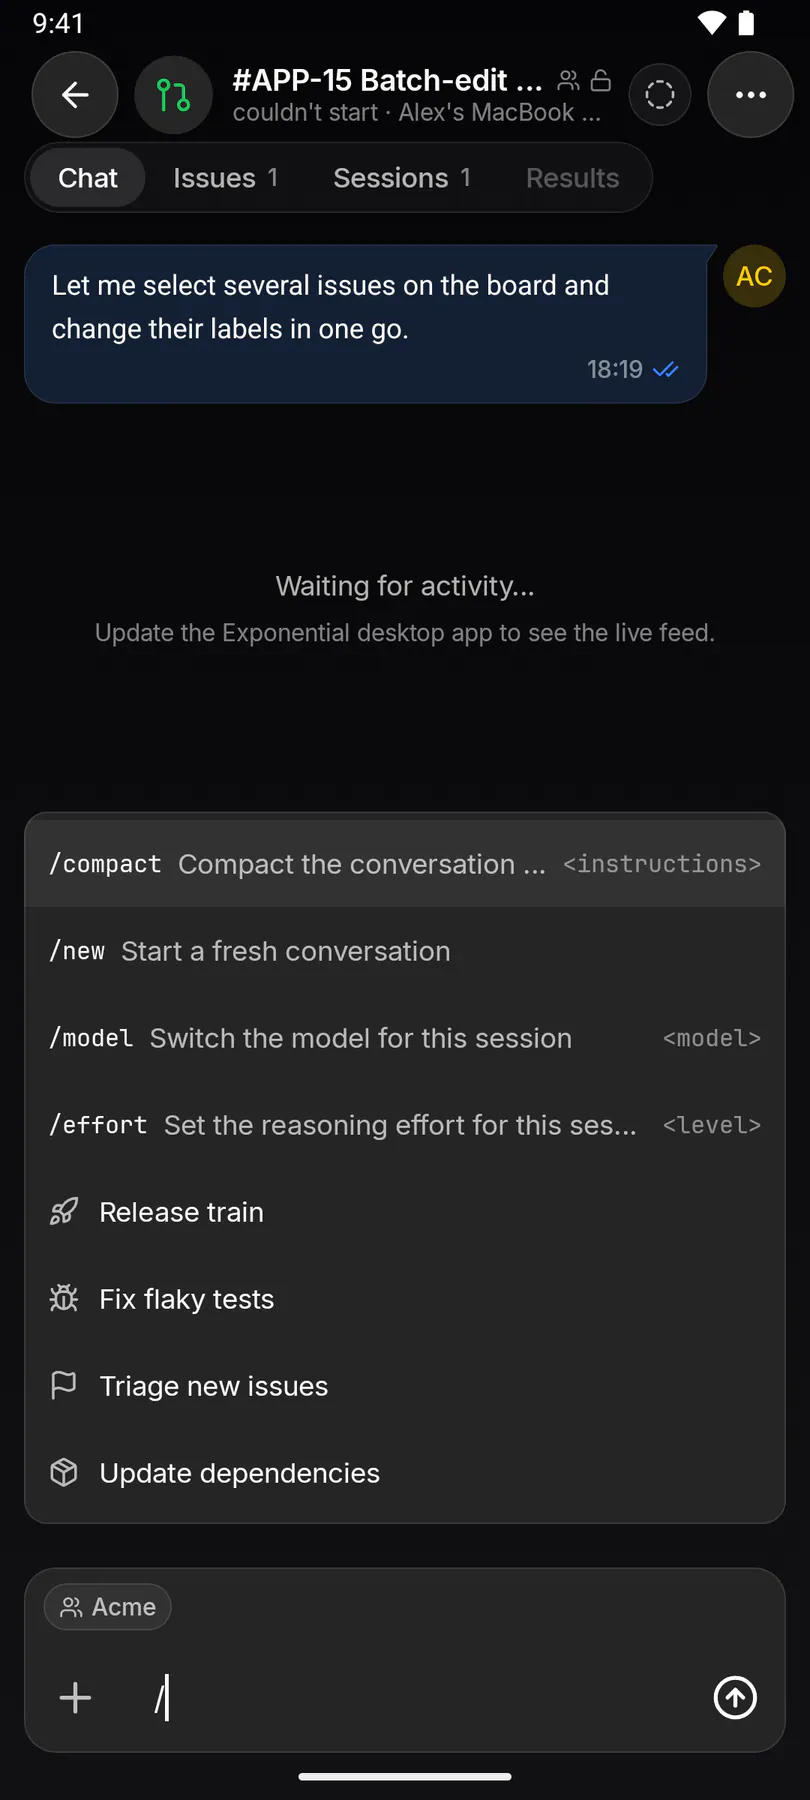 9:41
#APP-15 Batch-edit ...
couldn't start · Alex's MacBook ...
Chat
Issues 1
Sessions 1
Results
Let me select several issues on the board and
change their labels in one go.
18:19
AC
Waiting for activity...
Update the Exponential desktop app to see the live feed.
/compact Compact the conversation ... <instructions>
/new Start a fresh conversation
/model Switch the model for this session <model>
/effort Set the reasoning effort for this ses... <level>
Release train
Fix flaky tests
Triage new issues
Update dependencies
Acme
/